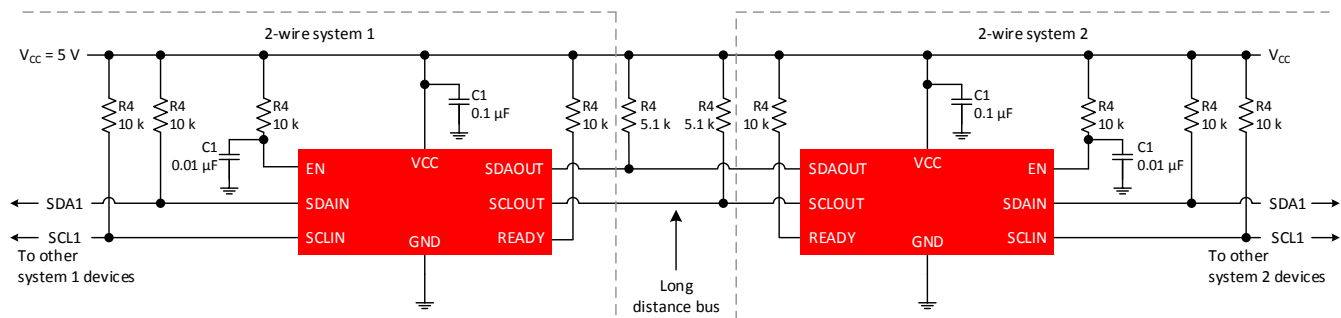 2-wire system 1
2-wire system 2
V_CC = 5 V
V_CC
R4
10 k
R4
10 k
R4
10 k
C1
0.1 µF
R4
10 k
R4
5.1 k
R4
5.1 k
R4
10 k
C1
0.1 µF
R4
10 k
R4
10 k
R4
10 k
C1
0.01 µF
C1
0.01 µF
VCC
EN
SDAOUT
SDAIN
SCLOUT
SCLIN
GND
READY
VCC
SDAOUT
EN
SCLOUT
SDAIN
READY
GND
SCLIN
SDA1
SCL1
To other
system 1 devices
Long
distance bus
SDA1
SCL1
To other
system 2 devices